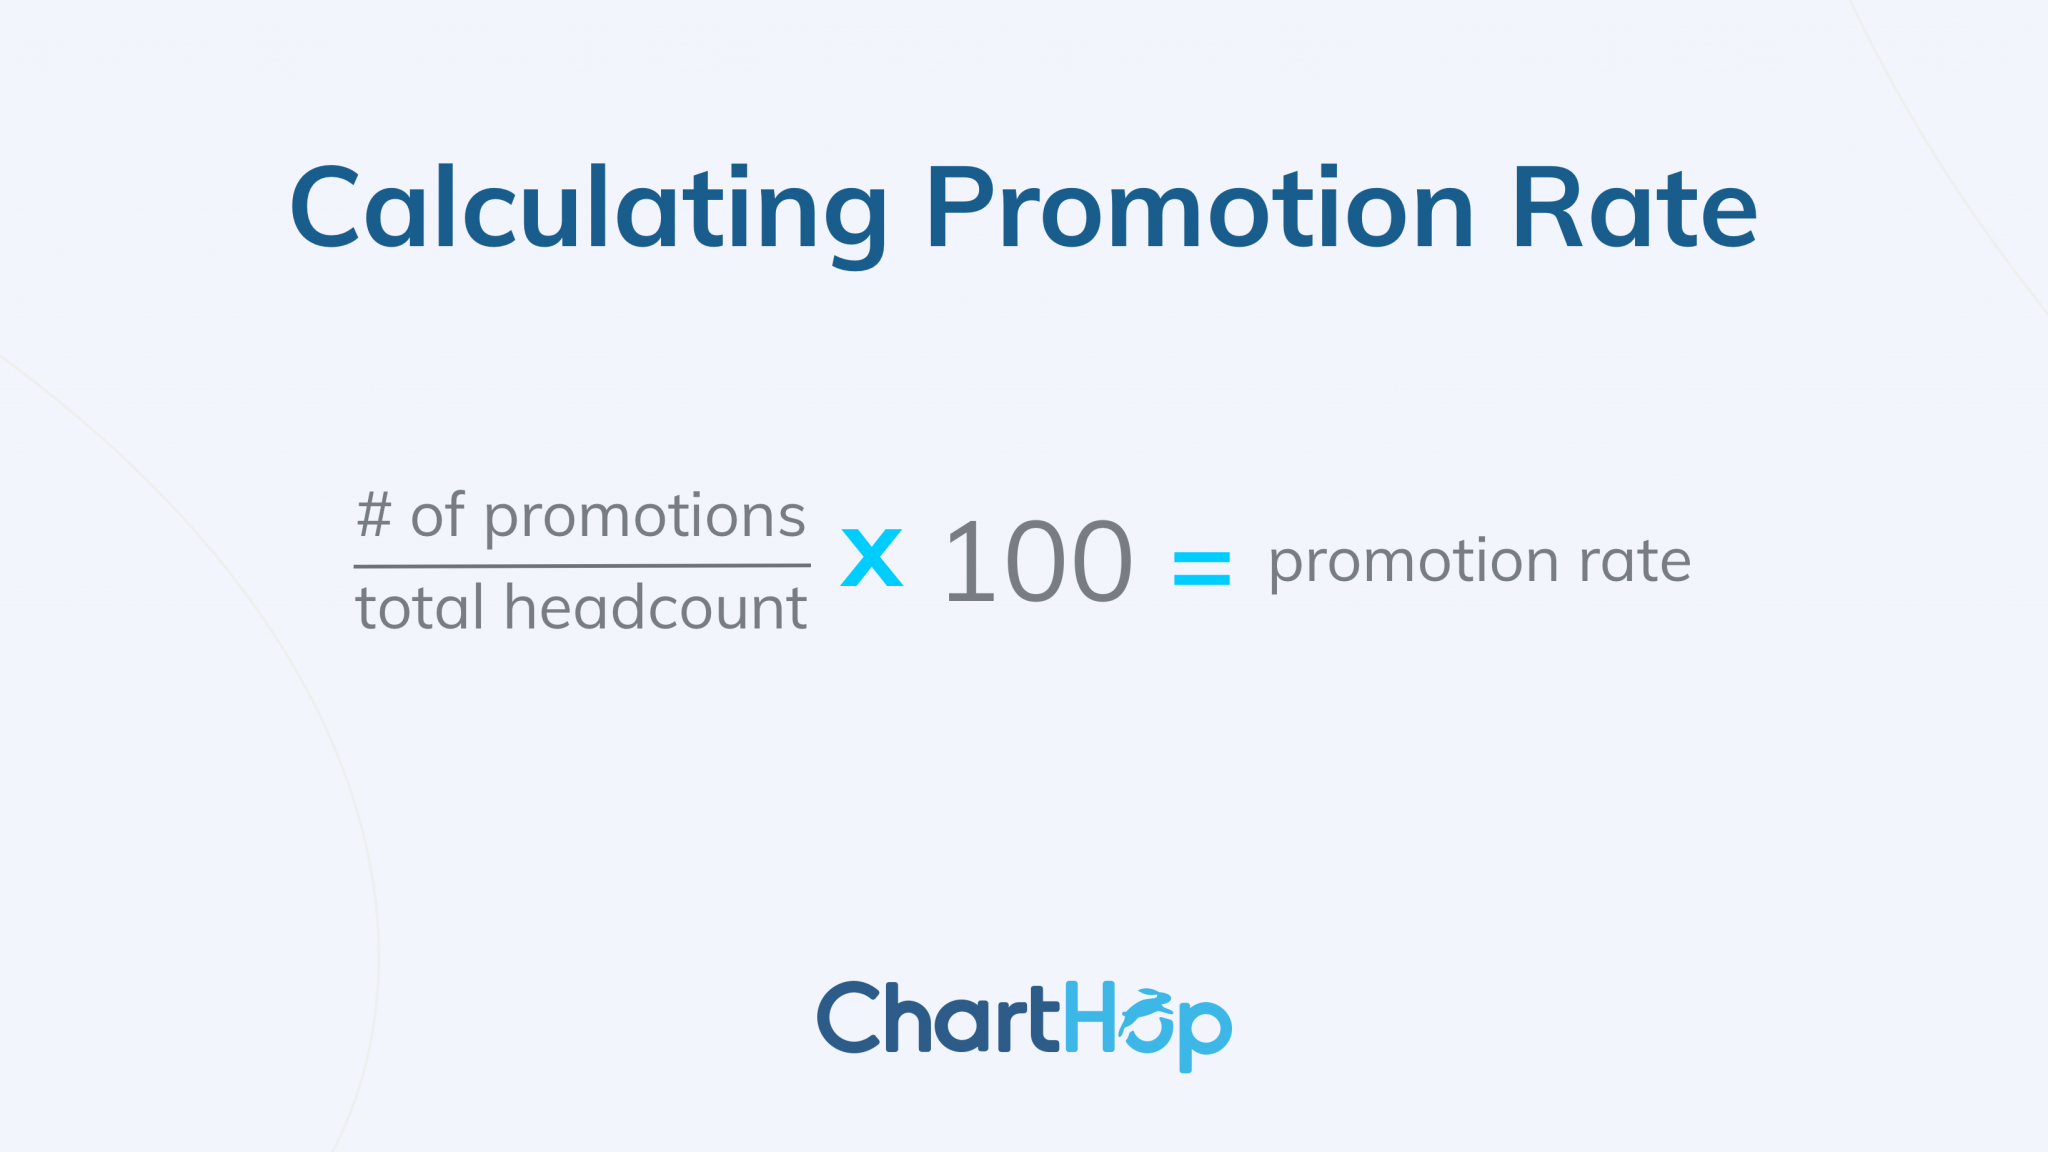 Calculating Promotion Rate
# of promotions
total headcount
x 100 = promotion rate
ChartHop